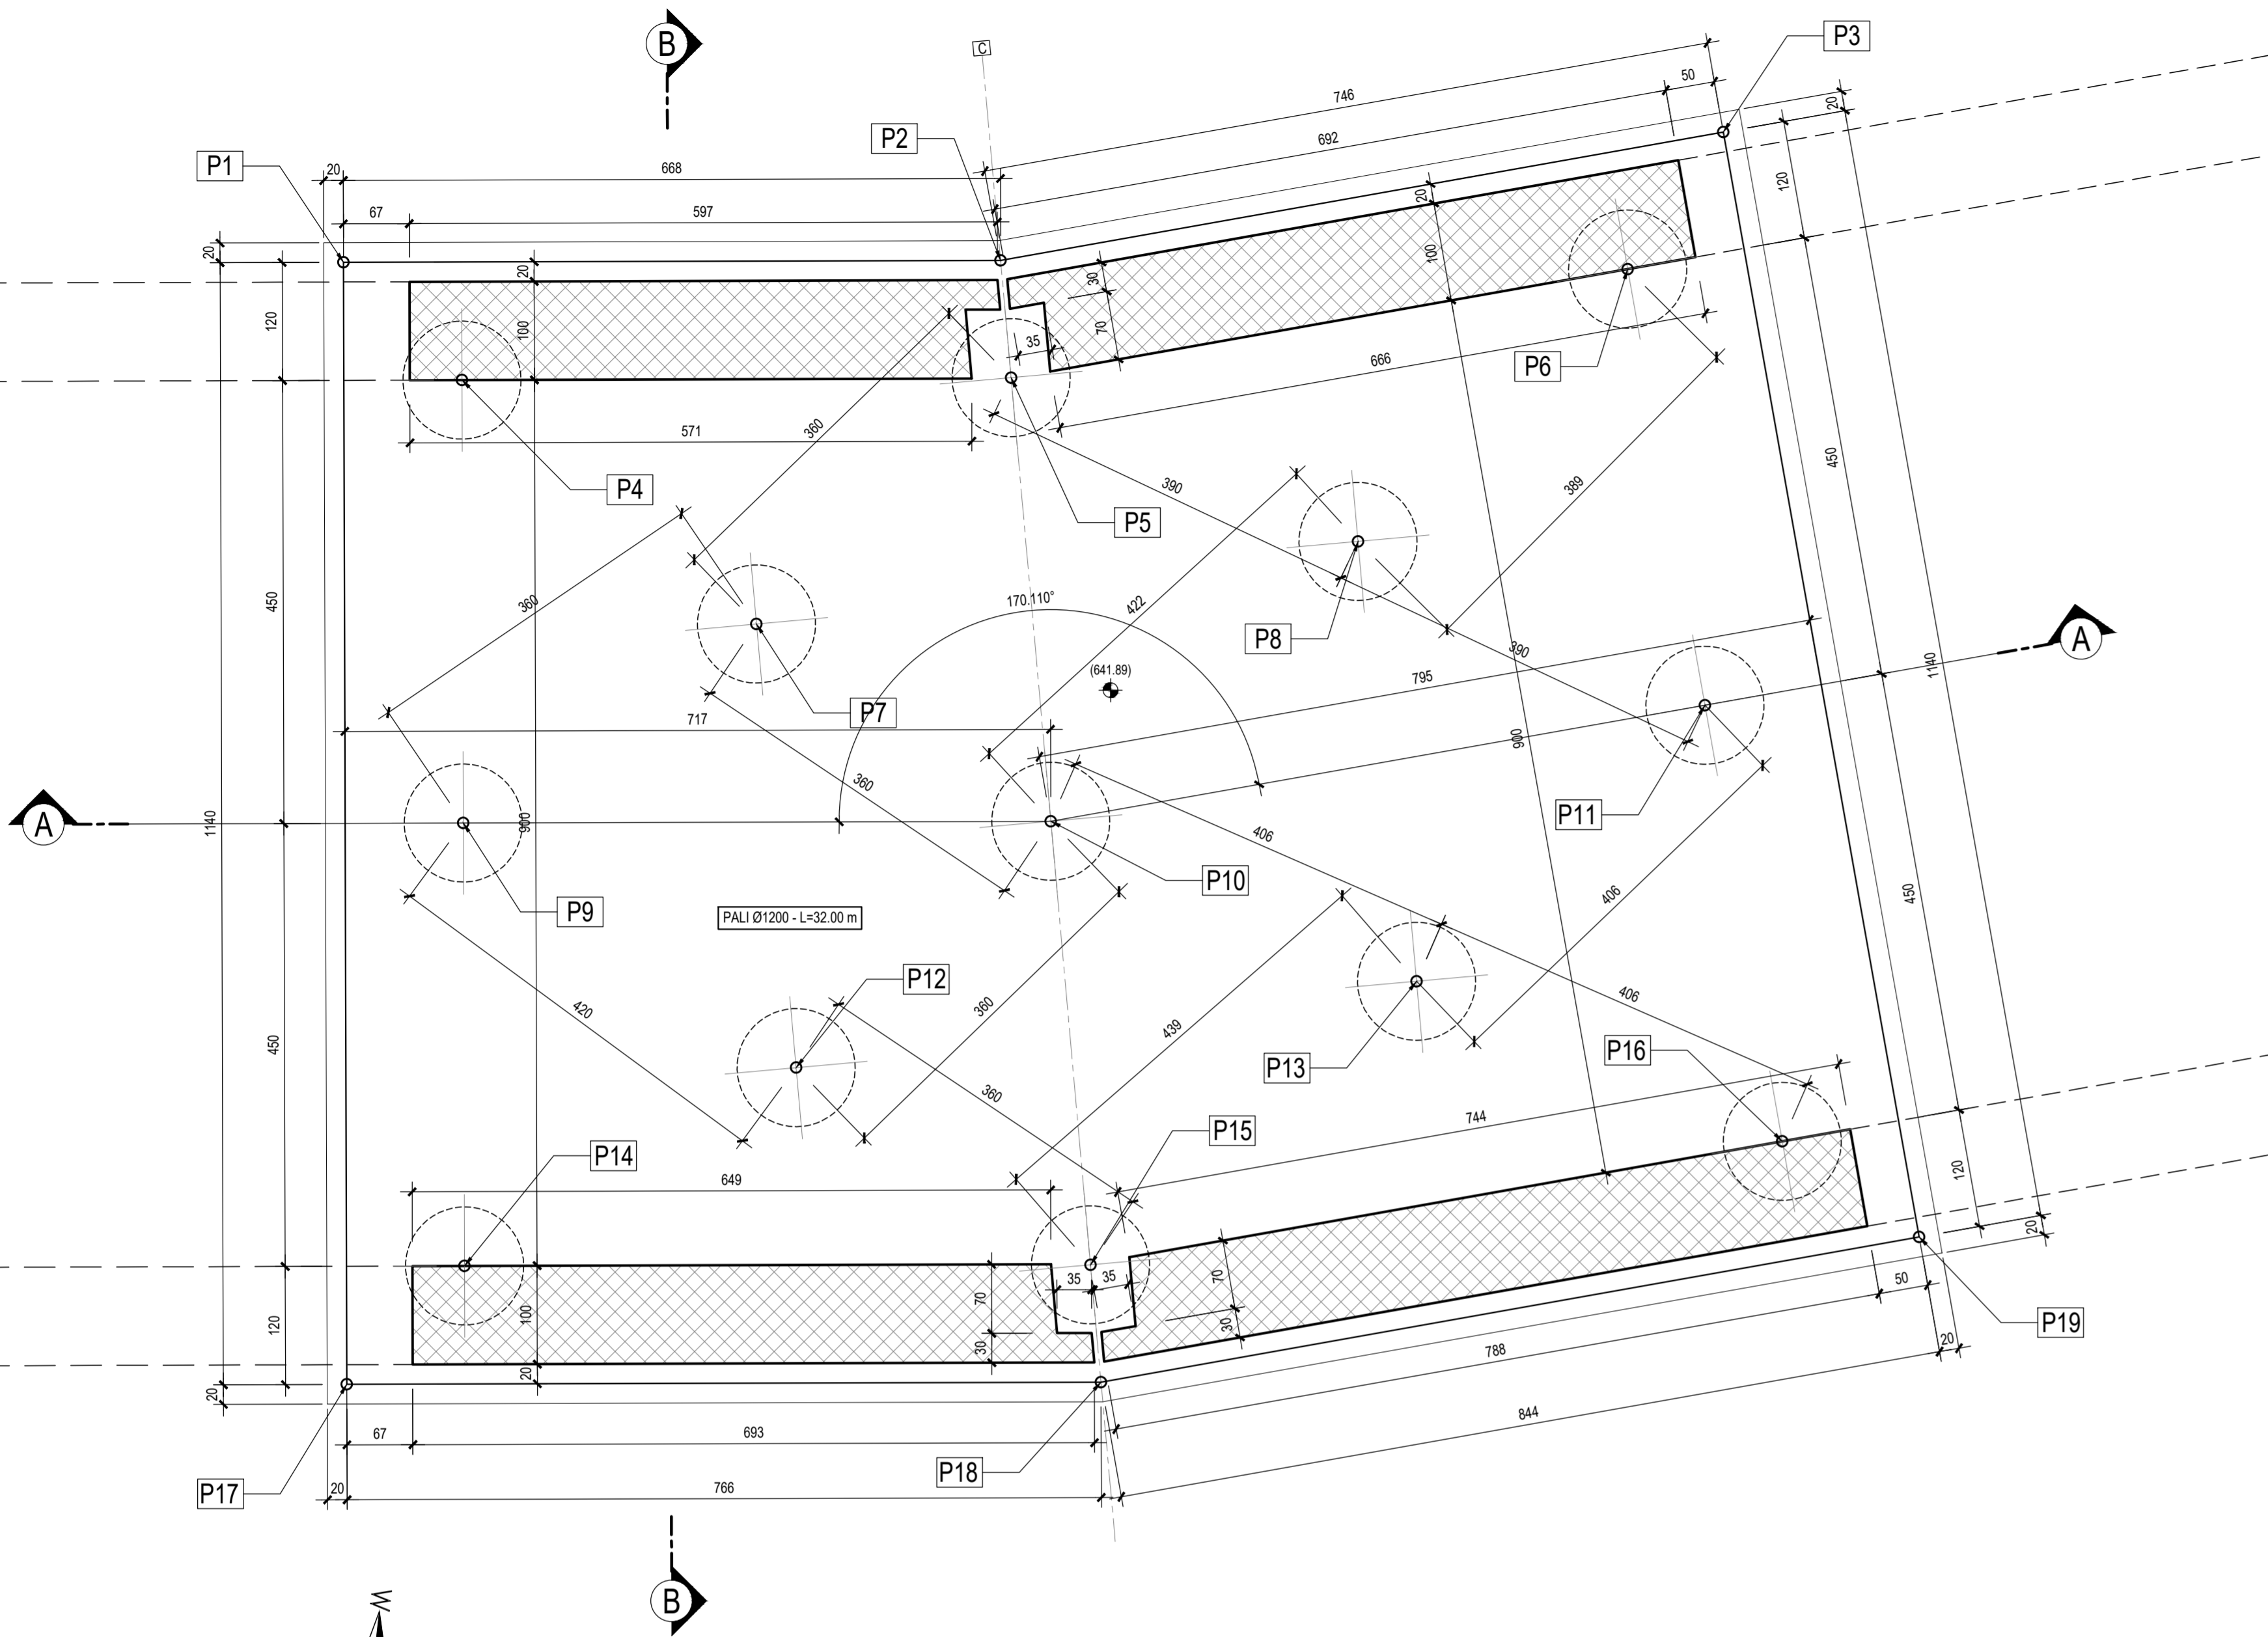 B
C
P3
746
50
20
692
P2
P1
20
668
120
67
597
20
20
20
30
100
120
100
70
35
P6
666
571
360
P4
390
389
450
P5
360
450
422
170.110°
P8
390
(641.89)
A
1140
795
P7
717
900
360
P11
A
1140
900
406
P10
406
450
P9
PALI Ø1200 - L=32.00 m
P12
406
420
360
439
450
P16
P13
360
744
P15
P14
120
649
35
35
70
20
70
50
120
100
30
30
P19
20
20
20
788
67
693
844
P18
766
P17
20
B
W